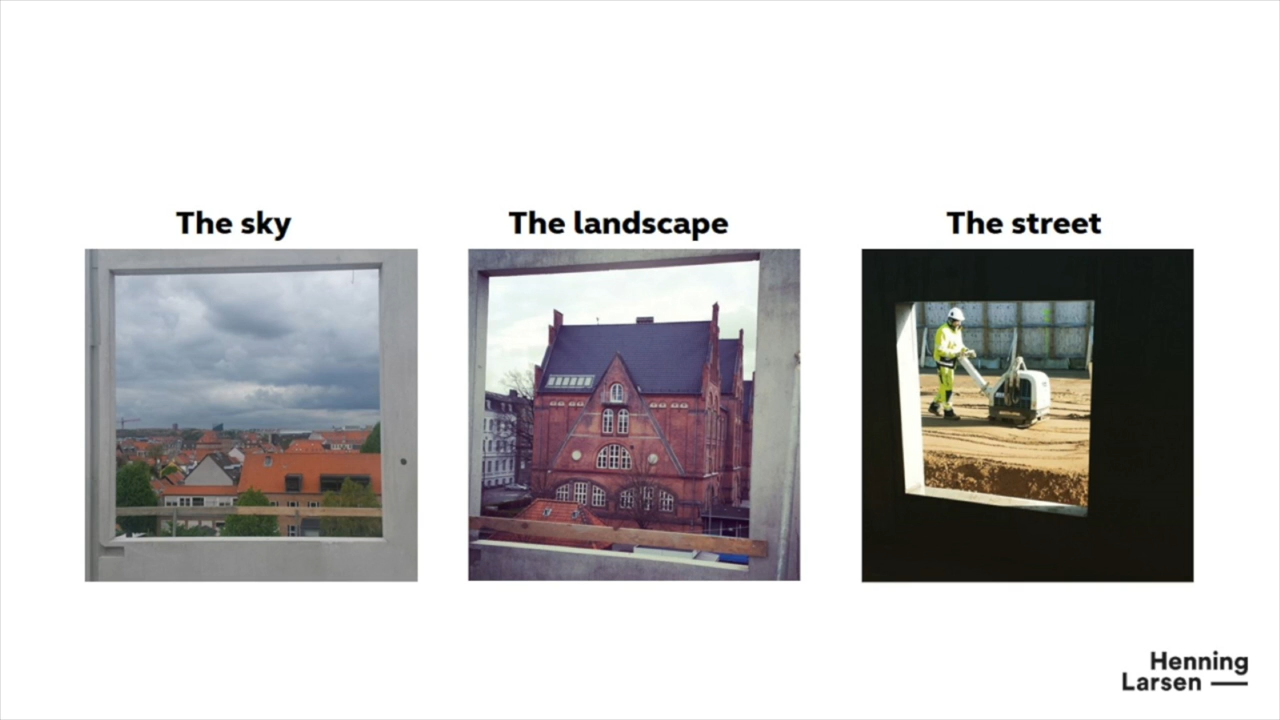 The sky
The landscape
The street
Henning
Larsen